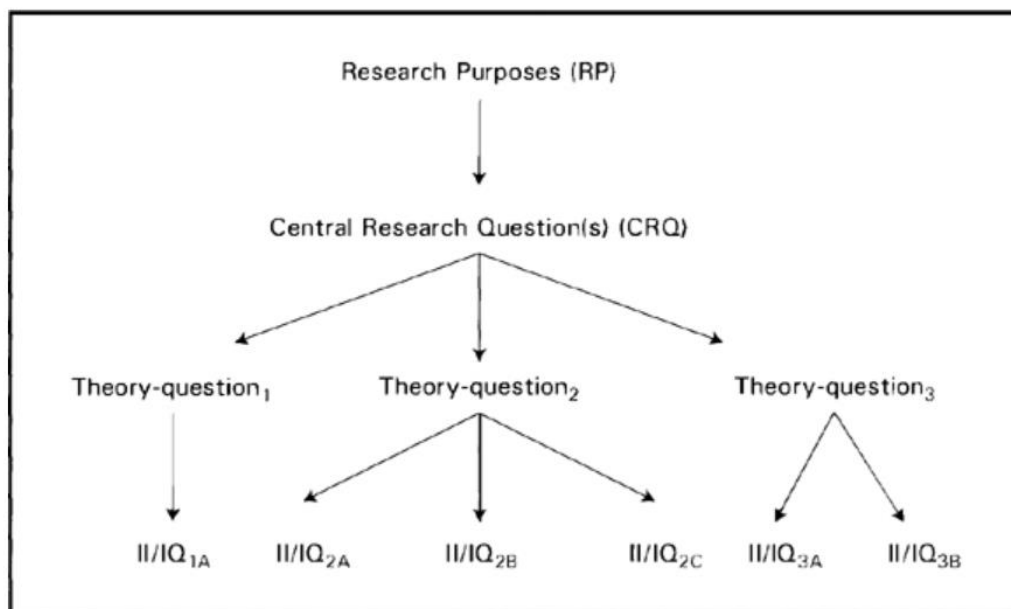 Research Purposes (RP)
Central Research Question(s) (CRQ)
Theory-question₁ Theory-question₂ Theory-question₃
II/IQ₁A II/IQ₂A II/IQ₂B II/IQ₂C II/IQ₃A II/IQ₃B